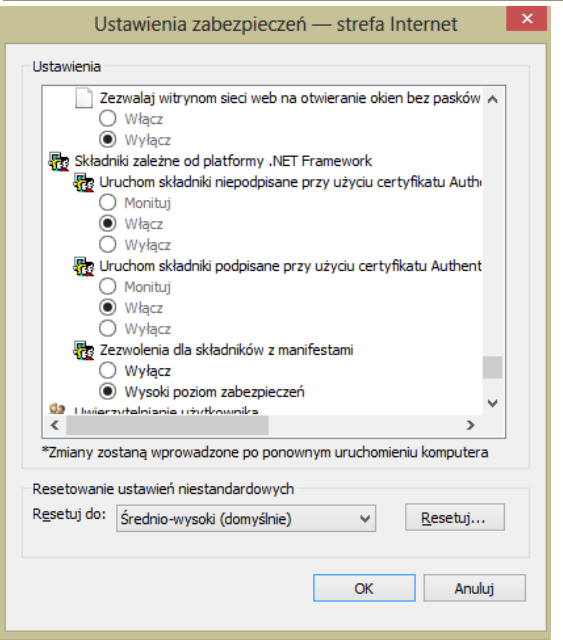 Ustawienia zabezpieczeń — strefa Internet
Ustawienia
Zezwalaj witrynom sieci web na otwieranie okien bez pasków
Włącz
Wyłącz
Składniki zależne od platformy .NET Framework
Uruchom składniki niepodpisane przy użyciu certyfikatu Auth
Monituj
Włącz
Wyłącz
Uruchom składniki podpisane przy użyciu certyfikatu Authent
Monituj
Włącz
Wyłącz
Zezwolenia dla składników z manifestami
Wyłącz
Wysoki poziom zabezpieczeń
Uwierzytelnianie użytkownika
*Zmiany zostaną wprowadzone po ponownym uruchomieniu komputera
Resetowanie ustawień niestandardowych
Resetuj do: Średnio-wysoki (domyślnie) Resetuj...
OK Anuluj